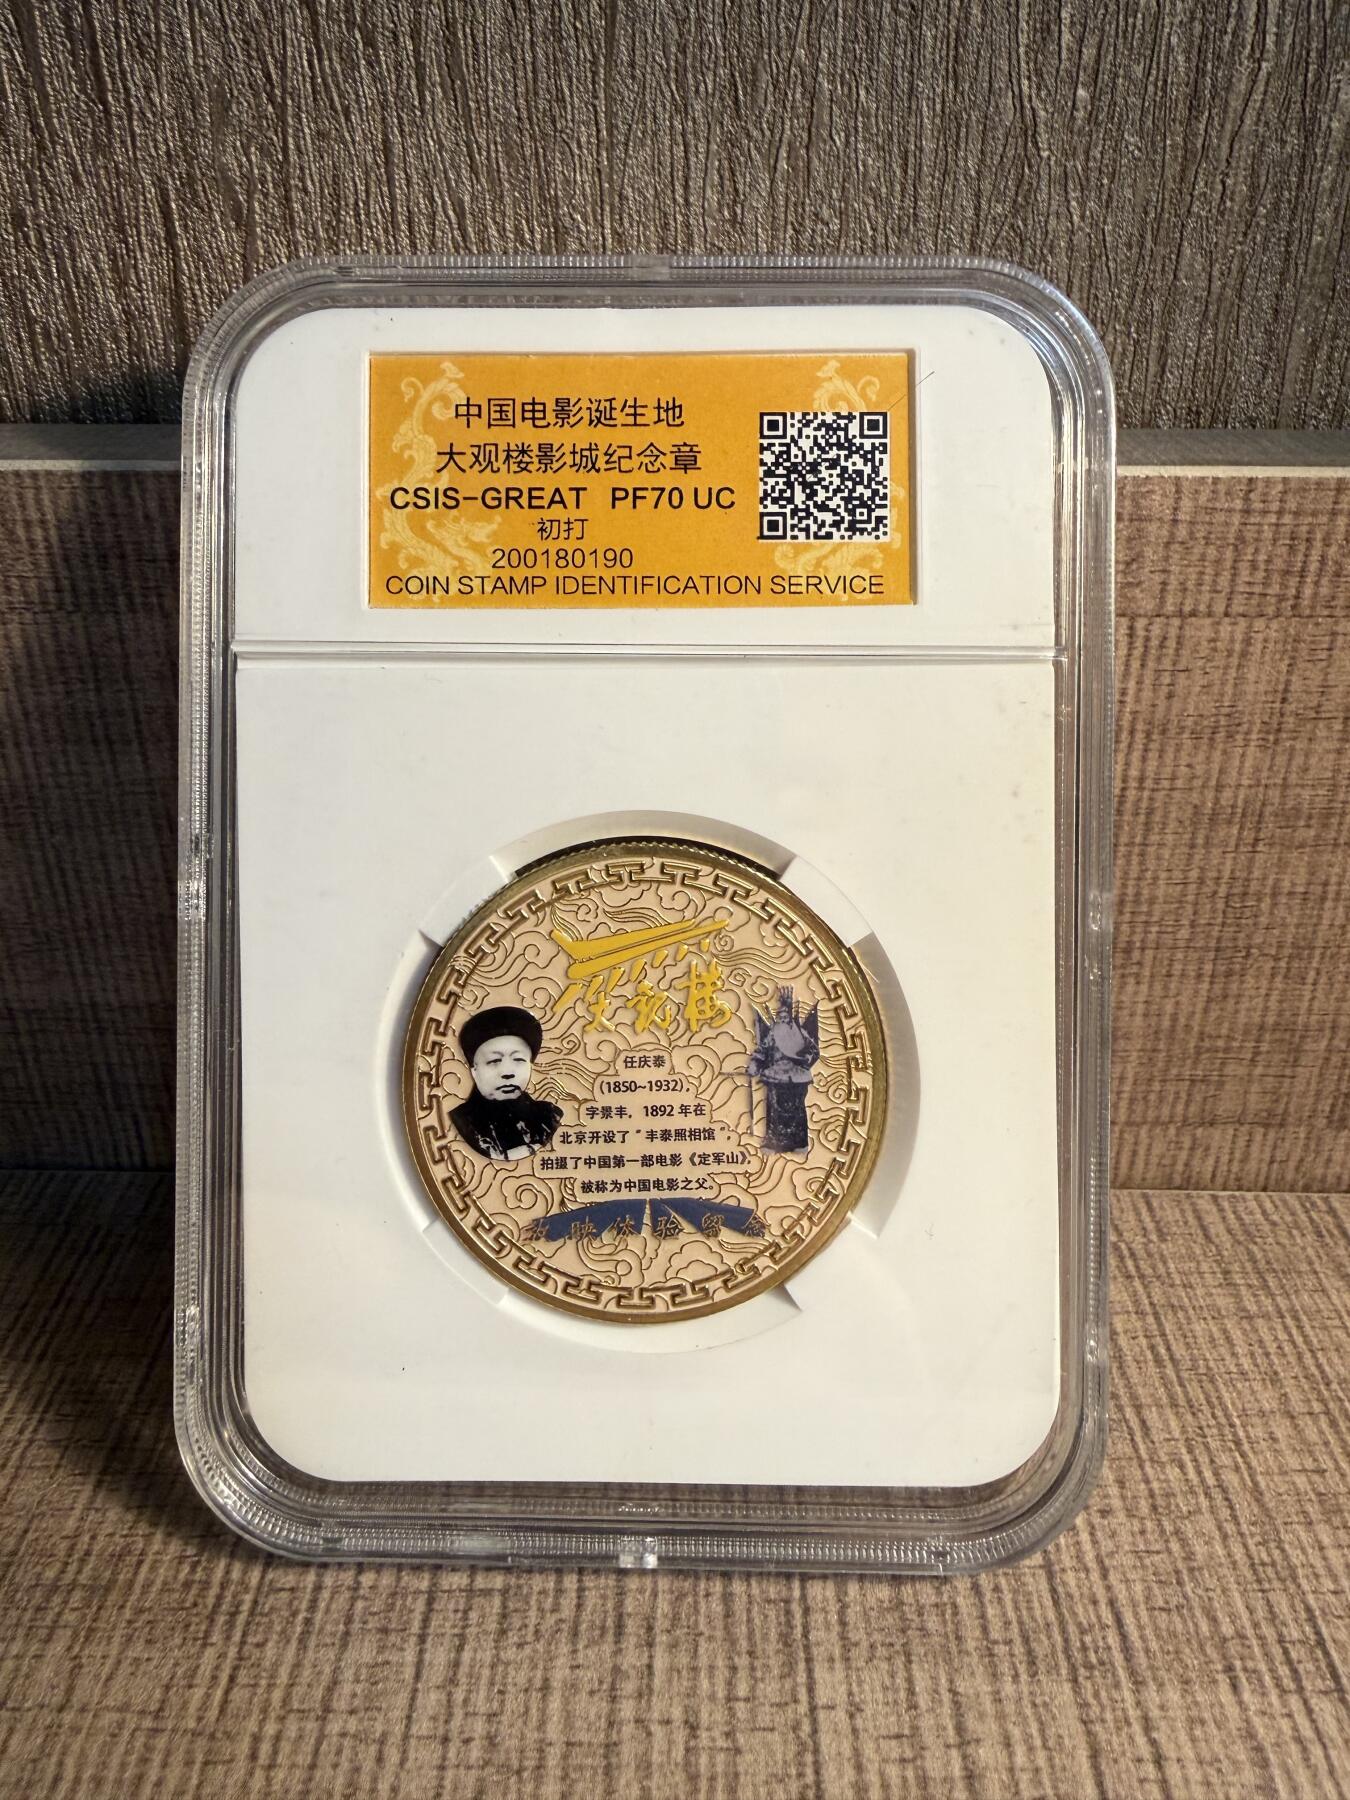 中国电影诞生地
大观楼影城纪念章
CSIS-GREAT PF70 UC
初打
200180190
COIN STAMP IDENTIFICATION SERVICE
大观楼
任庆泰
(1850~1932),
字景丰，1892 年在
北京开设了“丰泰照相馆”，
拍摄了中国第一部电影《定军山》，
被称为中国电影之父。
放映体验留念